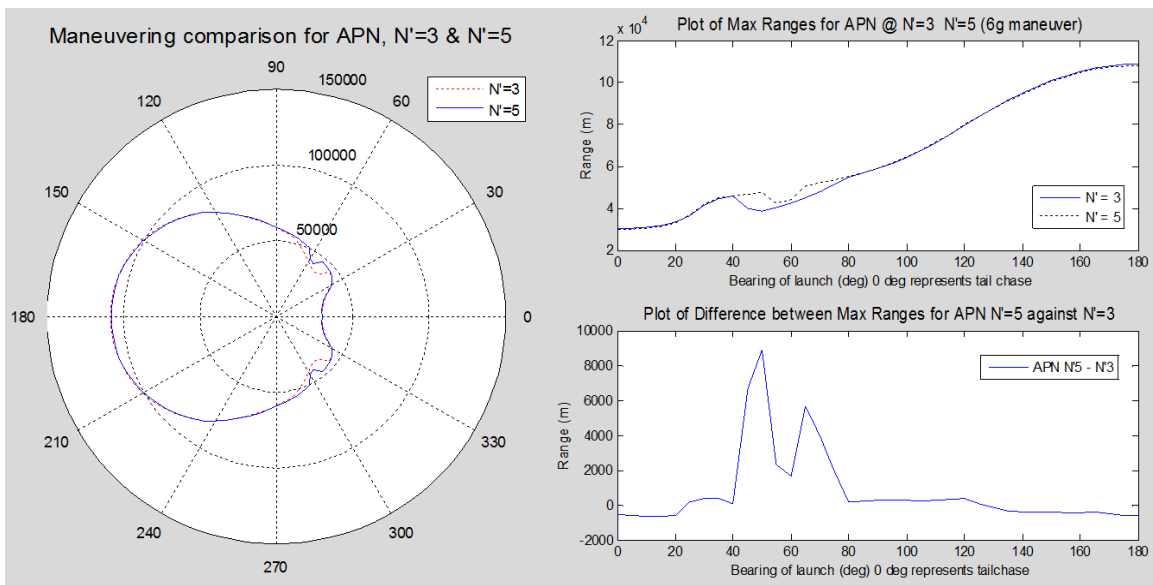 Maneuvering comparison for APN, N'=3 & N'=5
90
150000
120
60
N'=3
N'=5
100000
150
30
50000
180
0
210
330
240
300
270
Plot of Max Ranges for APN @ N'=3 N'=5 (6g maneuver)
x 10^4
12
10
8
6
4
2
Range (m)
N' = 3
N' = 5
0 20 40 60 80 100 120 140 160 180
Bearing of launch (deg) 0 deg represents tail chase
Plot of Difference between Max Ranges for APN N'=5 against N'=3
10000
8000
6000
4000
2000
0
-2000
Range (m)
APN N'5 - N'3
0 20 40 60 80 100 120 140 160 180
Bearing of launch (deg) 0 deg represents tailchase